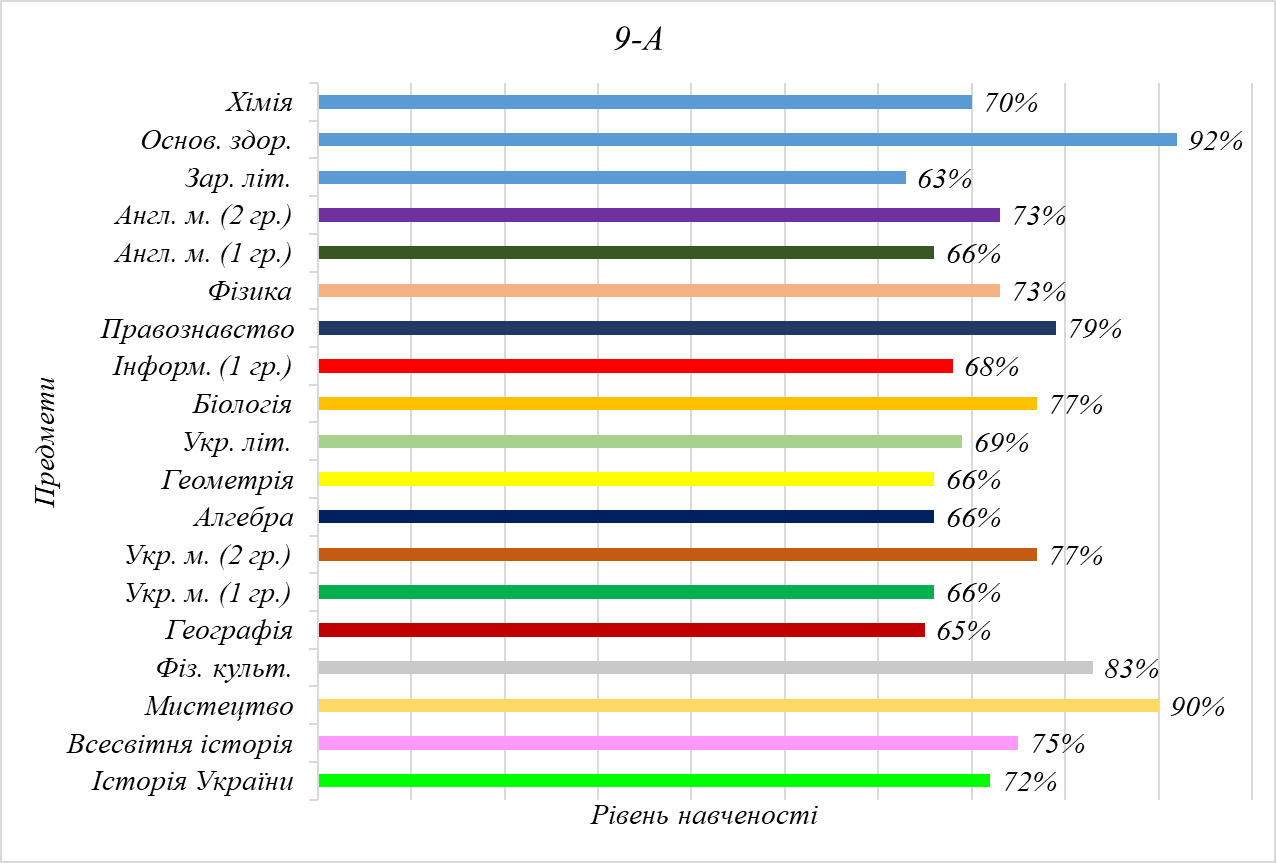 9-А
Хімія 70%
Основ. здор. 92%
Зар. літ. 63%
Англ. м. (2 гр.) 73%
Англ. м. (1 гр.) 66%
Фізика 73%
Правознавство 79%
Інформ. (1 гр.) 68%
Біологія 77%
Укр. літ. 69%
Геометрія 66%
Алгебра 66%
Укр. м. (2 гр.) 77%
Укр. м. (1 гр.) 66%
Географія 65%
Фіз. культ. 83%
Мистецтво 90%
Всесвітня історія 75%
Історія України 72%
Предмети
Рівень навченості